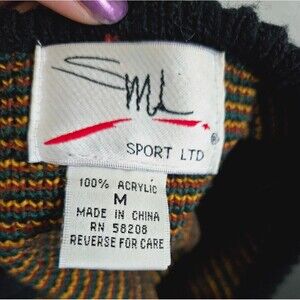 SML
SPORT LTD
100% ACRYLIC
M
MADE IN CHINA
RN 58208
REVERSE FOR CARE